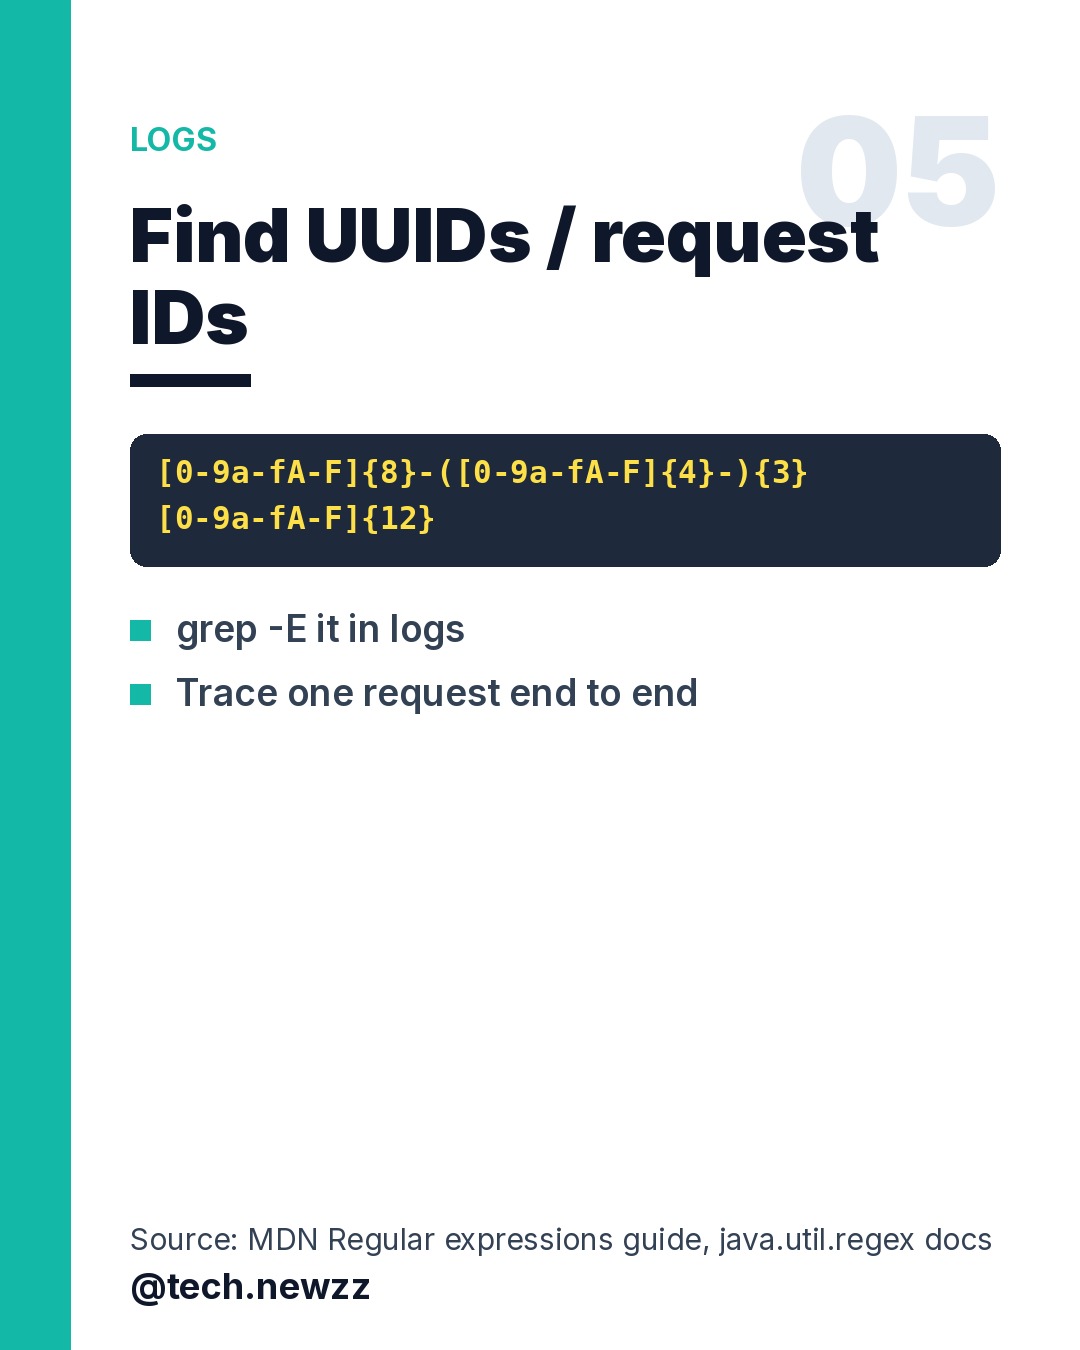 LOGS
05
Find UUIDs / request
IDs
[0-9a-fA-F]{8}-([0-9a-fA-F]{4}-){3}
[0-9a-fA-F]{12}
grep -E it in logs
Trace one request end to end
Source: MDN Regular expressions guide, java.util.regex docs
@tech.newzz